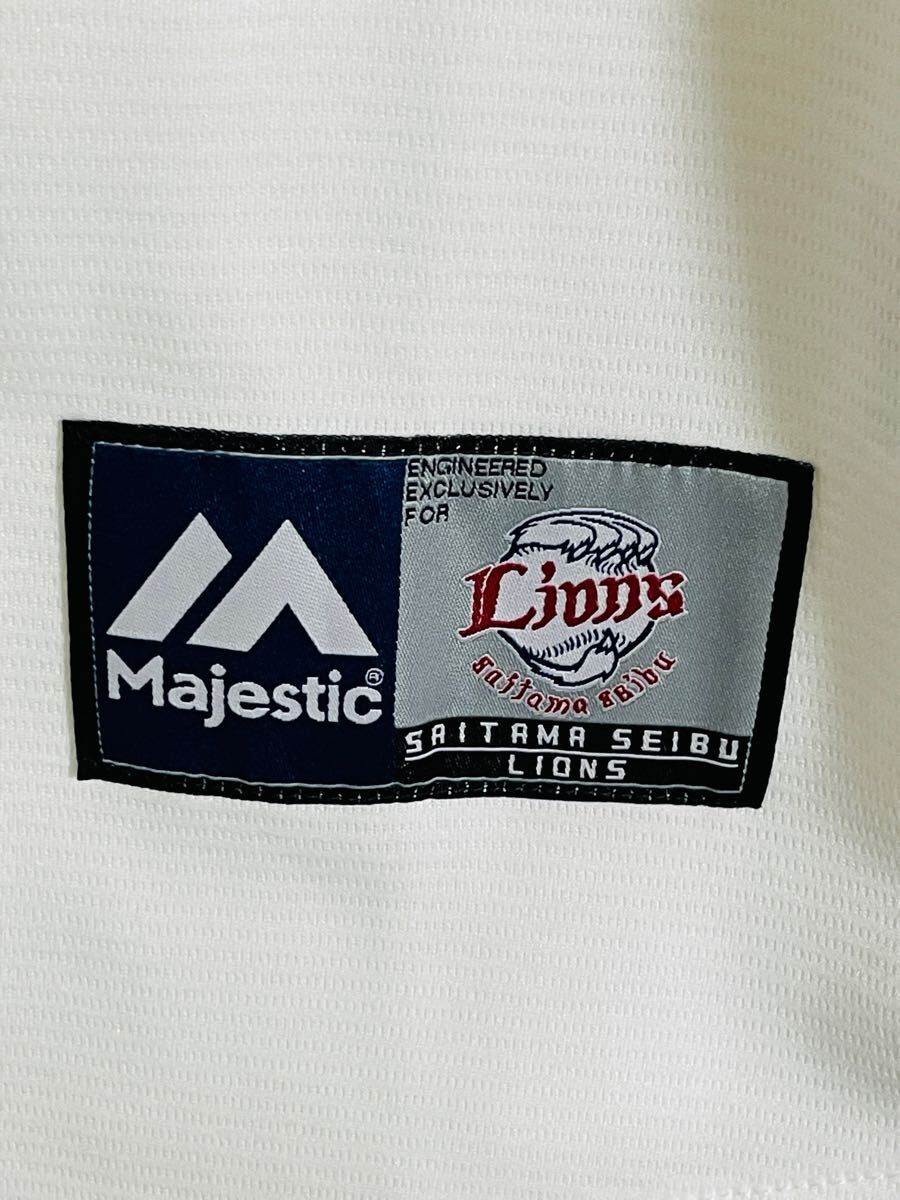 Majestic®
ENGINEERED
EXCLUSIVELY
FOR
Lions
Saitama Seibu
SAITAMA SEIBU
LIONS